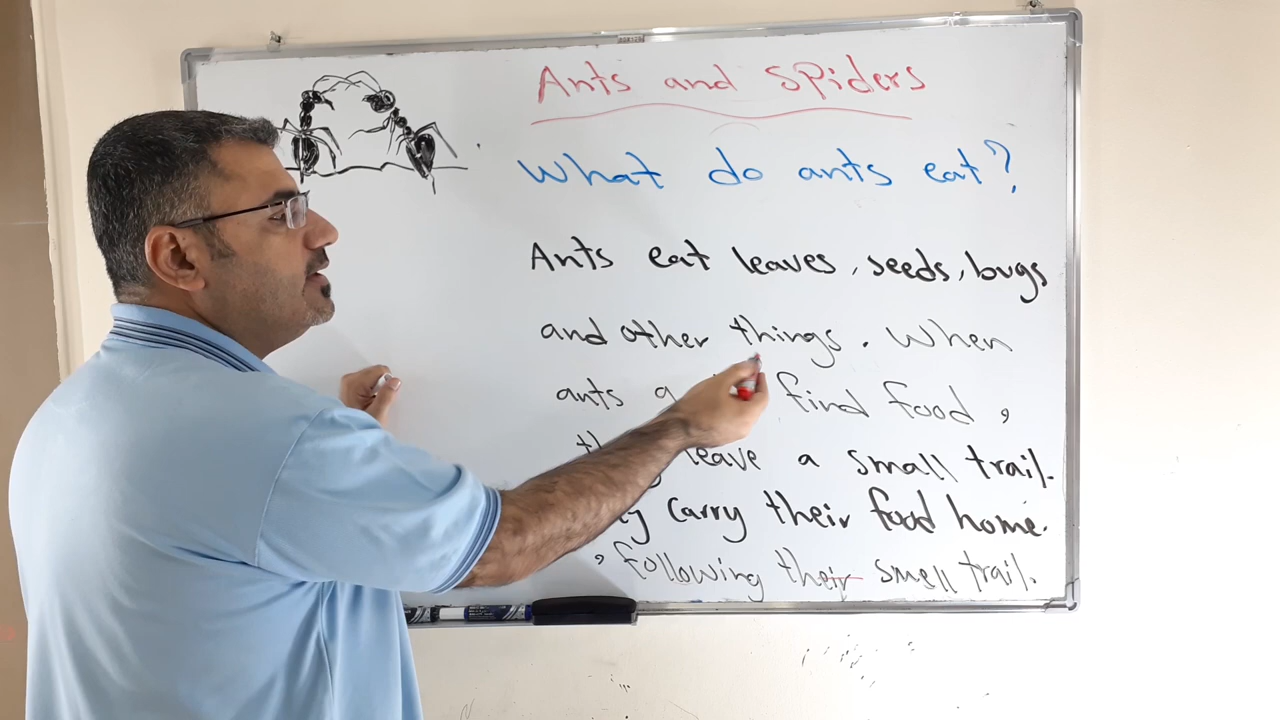 Ants and Spiders
What do ants eat?
Ants eat leaves, seeds, bugs
and other things. When
ants find food,
leave a small trail.
carry their food home.
, following their smell trail.